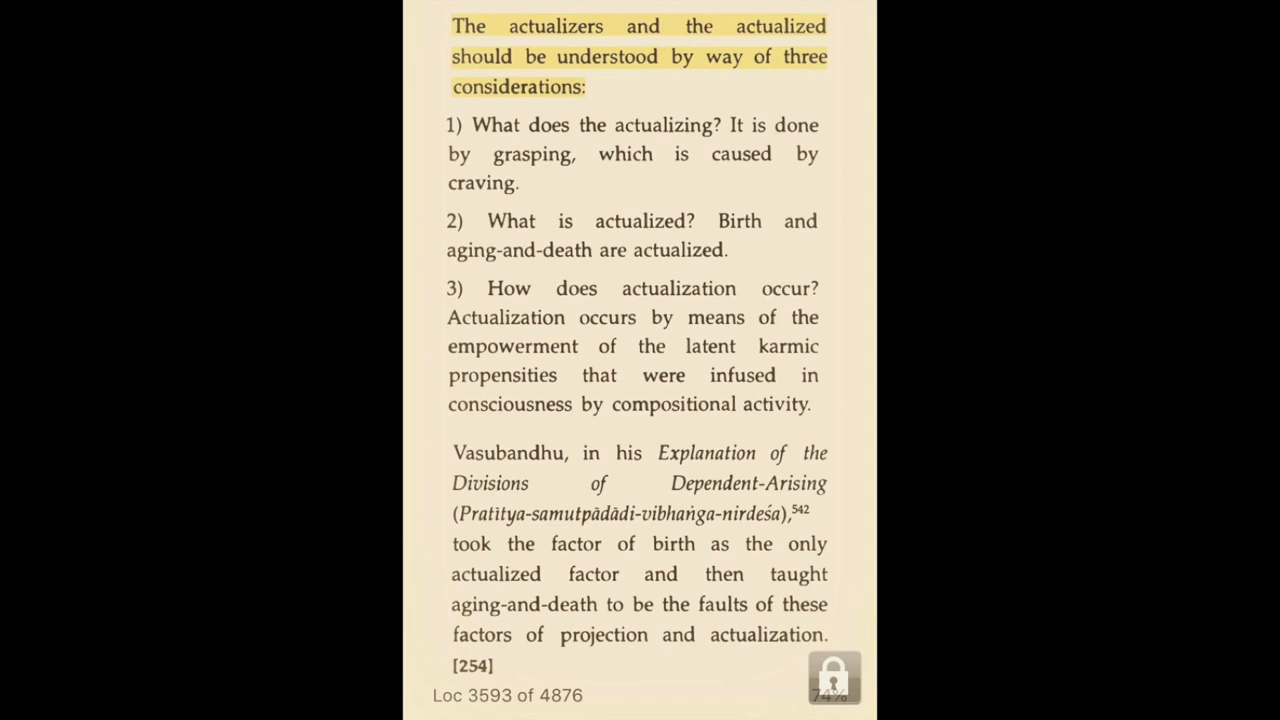 The actualizers and the actualized
should be understood by way of three
considerations:
1) What does the actualizing? It is done
by grasping, which is caused by
craving.
2) What is actualized? Birth and
aging-and-death are actualized.
3) How does actualization occur?
Actualization occurs by means of the
empowerment of the latent karmic
propensities that were infused in
consciousness by compositional activity.
Vasubandhu, in his Explanation of the
Divisions of Dependent-Arising
(Pratītya-samutpādādi-vibhaṅga-nirdeśa),⁵⁴²
took the factor of birth as the only
actualized factor and then taught
aging-and-death to be the faults of these
factors of projection and actualization.
[254]
Loc 3593 of 4876
74%